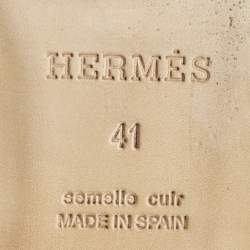 HERMÈS
41
semelle cuir
MADE IN SPAIN